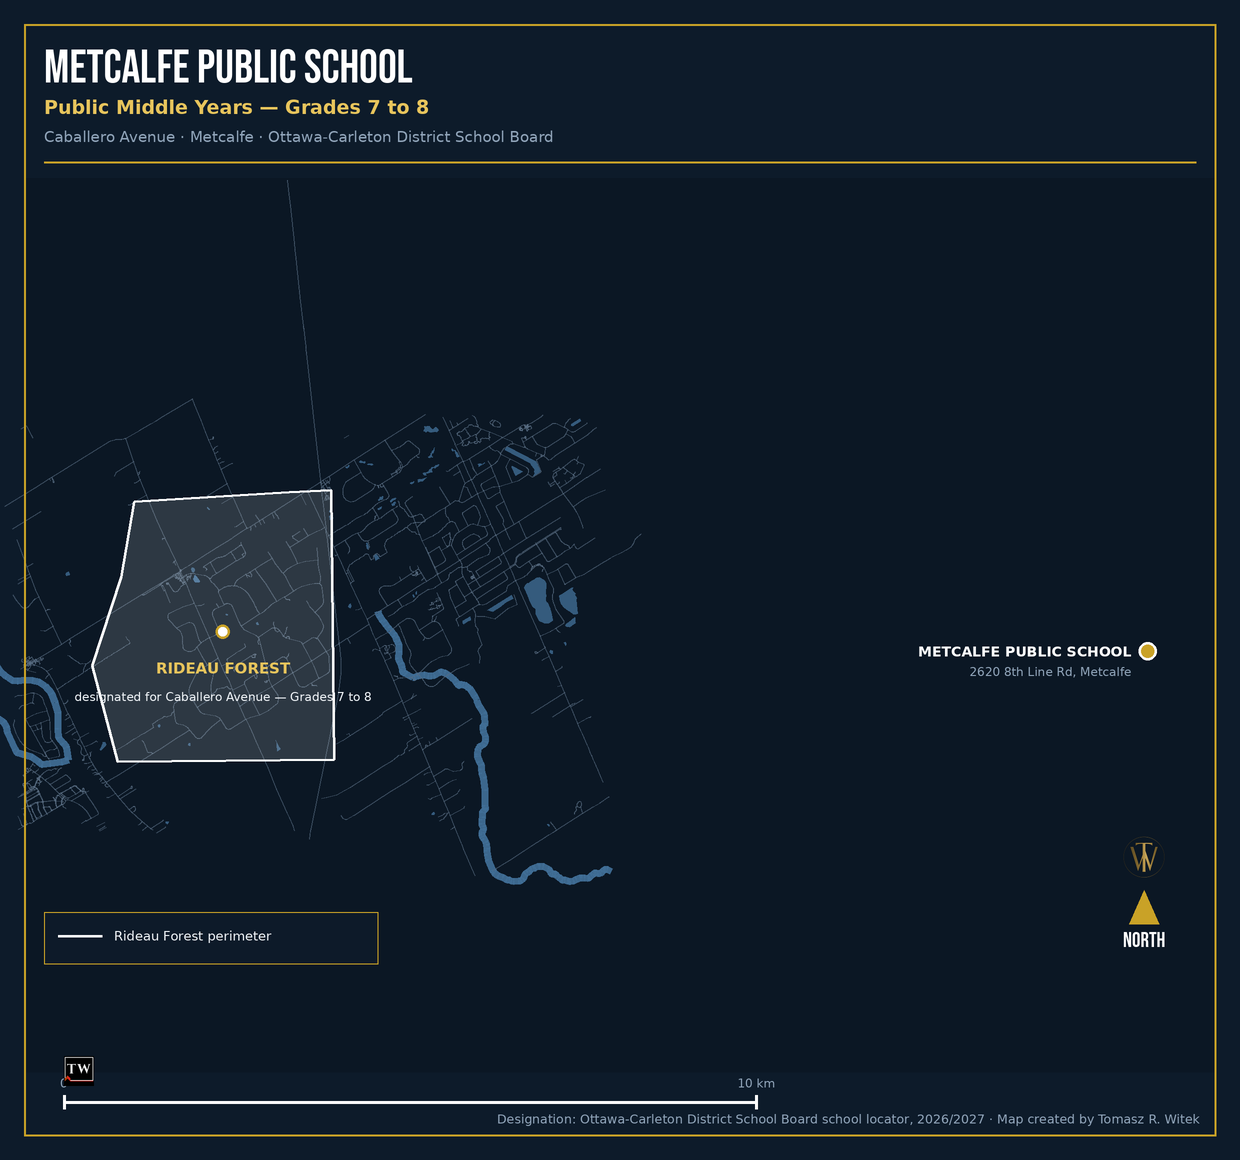 METCALFE PUBLIC SCHOOL
Public Middle Years — Grades 7 to 8
Caballero Avenue · Metcalfe · Ottawa-Carleton District School Board
METCALFE PUBLIC SCHOOL
2620 8th Line Rd, Metcalfe
RIDEAU FOREST
designated for Caballero Avenue — Grades 7 to 8
TW
NORTH
Rideau Forest perimeter
TW
10 km
Designation: Ottawa-Carleton District School Board school locator, 2026/2027 · Map created by Tomasz R. Witek